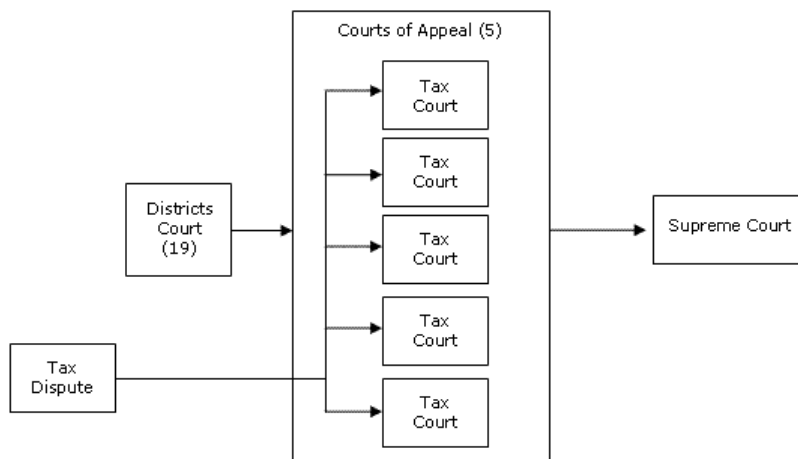 Courts of Appeal (5)
Tax
Court
Tax
Court
Districts
Court
(19)
Tax
Court
Supreme Court
Tax
Court
Tax
Dispute
Tax
Court